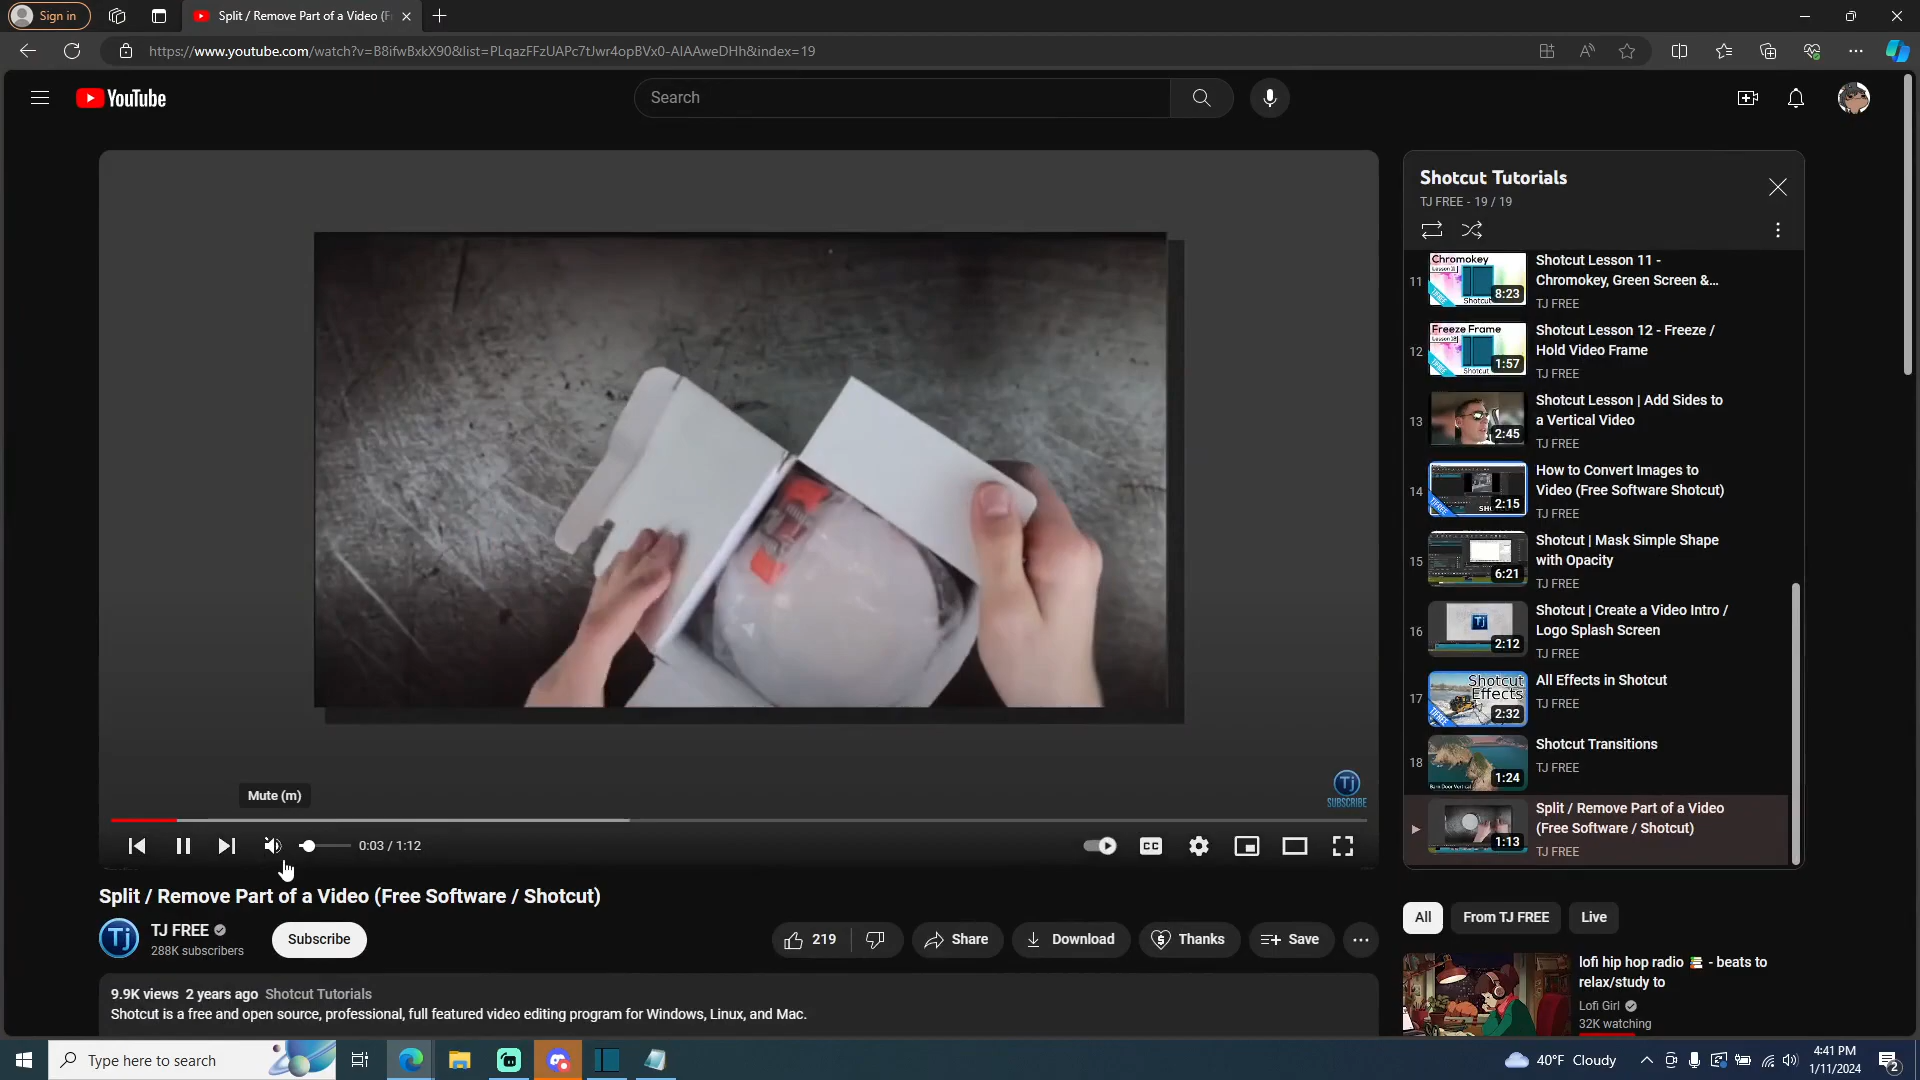 Sign in
Split / Remove Part of a Video (F
https://www.youtube.com/watch?v=B8ifwBxkX90&list=PLqazFFzUAPc7tJwr4opBVx0-AIAAweDHh&index=19
YouTube
Search
Mute (m)
0:03 / 1:12
CC
Tj
SUBSCRIBE
Split / Remove Part of a Video (Free Software / Shotcut)
Tj
TJ FREE
288K subscribers
Subscribe
219
Share
Download
Thanks
Save
9.9K views 2 years ago Shotcut Tutorials
Shotcut is a free and open source, professional, full featured video editing program for Windows, Linux, and Mac.
Shotcut Tutorials
TJ FREE - 19 / 19
11
Chromokey
Lesson 11
Shotcut
8:23
Shotcut Lesson 11 -
Chromokey, Green Screen &...
TJ FREE
12
Freeze Frame
Shotcut
1:57
Shotcut Lesson 12 - Freeze /
Hold Video Frame
TJ FREE
13
2:45
Shotcut Lesson | Add Sides to
a Vertical Video
TJ FREE
14
2:15
How to Convert Images to
Video (Free Software Shotcut)
TJ FREE
15
6:21
Shotcut | Mask Simple Shape
with Opacity
TJ FREE
16
Tj
2:12
Shotcut | Create a Video Intro /
Logo Splash Screen
TJ FREE
17
Shotcut
Effects
2:32
All Effects in Shotcut
TJ FREE
18
Barn Door Vertical
1:24
Shotcut Transitions
TJ FREE
1:13
Split / Remove Part of a Video
(Free Software / Shotcut)
TJ FREE
All
From TJ FREE
Live
lofi hip hop radio - beats to
relax/study to
Lofi Girl
32K watching
Type here to search
40°F Cloudy
4:41 PM
1/11/2024
2